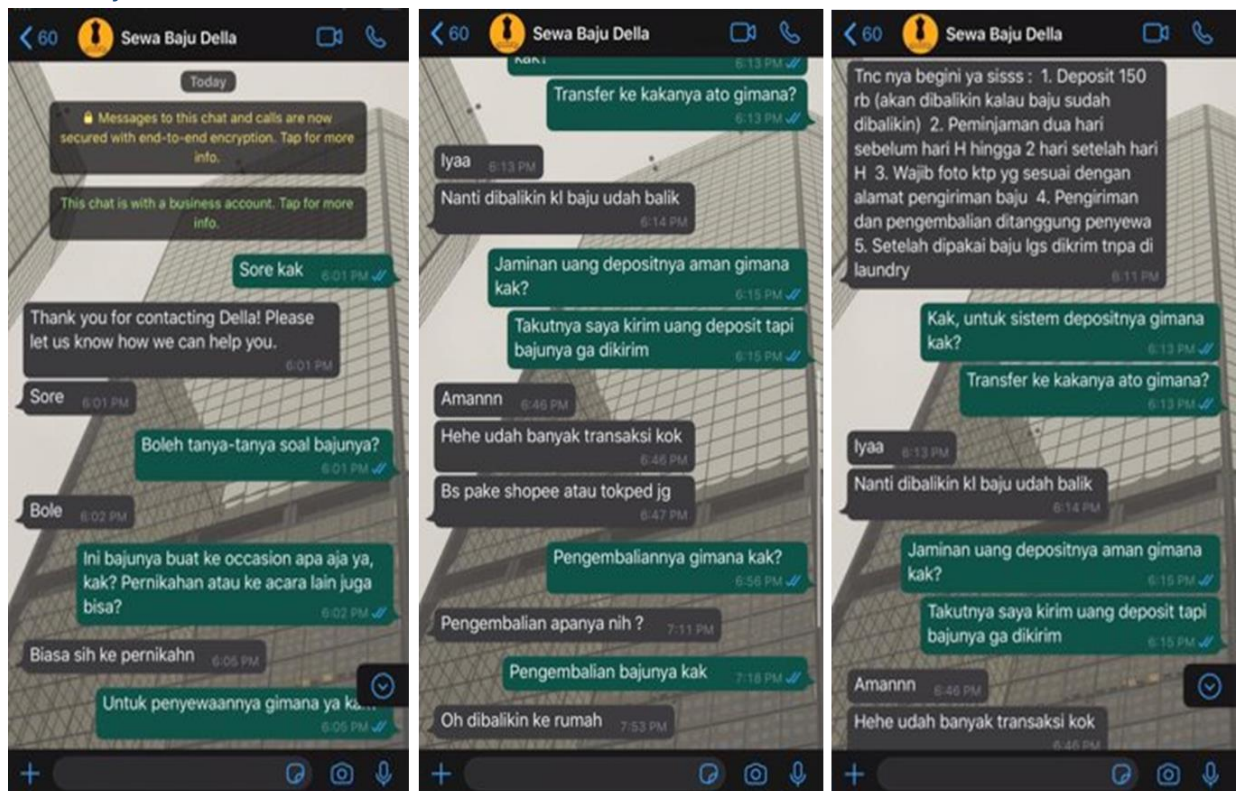 60
Sewa Baju Della
Today
Messages to this chat and calls are now
secured with end-to-end encryption. Tap for more
info.
This chat is with a business account. Tap for more
info.
Sore kak
6:01 PM
Thank you for contacting Della! Please
let us know how we can help you.
6:01 PM
Sore
6:01 PM
Boleh tanya-tanya soal bajunya?
6:01 PM
Bole
6:02 PM
Ini bajunya buat ke occasion apa aja ya,
kak? Pernikahan atau ke acara lain juga
bisa?
6:02 PM
Biasa sih ke pernikahn
6:05 PM
Untuk penyewaannya gimana ya
6:05 PM
60
Sewa Baju Della
6:13 PM
Transfer ke kakanya ato gimana?
6:13 PM
Iyaa
6:13 PM
Nanti dibalikin kl baju udah balik
6:14 PM
Jaminan uang depositnya aman gimana
kak?
6:15 PM
Takutnya saya kirim uang deposit tapi
bajunya ga dikirim
6:15 PM
Amannn
6:46 PM
Hehe udah banyak transaksi kok
6:46 PM
Bs pake shopee atau tokped jg
6:47 PM
Pengembaliannya gimana kak?
6:56 PM
Pengembalian apanya nih ?
7:11 PM
Pengembalian bajunya kak
7:18 PM
Oh dibalikin ke rumah
7:53 PM
60
Sewa Baju Della
Tnc nya begini ya sisss : 1. Deposit 150
rb (akan dibalikin kalau baju sudah
dibalikin) 2. Peminjaman dua hari
sebelum hari H hingga 2 hari setelah hari
H 3. Wajib foto ktp yg sesuai dengan
alamat pengiriman baju 4. Pengiriman
dan pengembalian ditanggung penyewa
5. Setelah dipakai baju lgs dikrim tnpa di
laundry
6:11 PM
Kak, untuk sistem depositnya gimana
kak?
6:13 PM
Transfer ke kakanya ato gimana?
6:13 PM
Iyaa
6:13 PM
Nanti dibalikin kl baju udah balik
6:14 PM
Jaminan uang depositnya aman gimana
kak?
6:15 PM
Takutnya saya kirim uang deposit tapi
bajunya ga dikirim
6:15 PM
Amannn
6:46 PM
Hehe udah banyak transaksi kok
6:46 PM